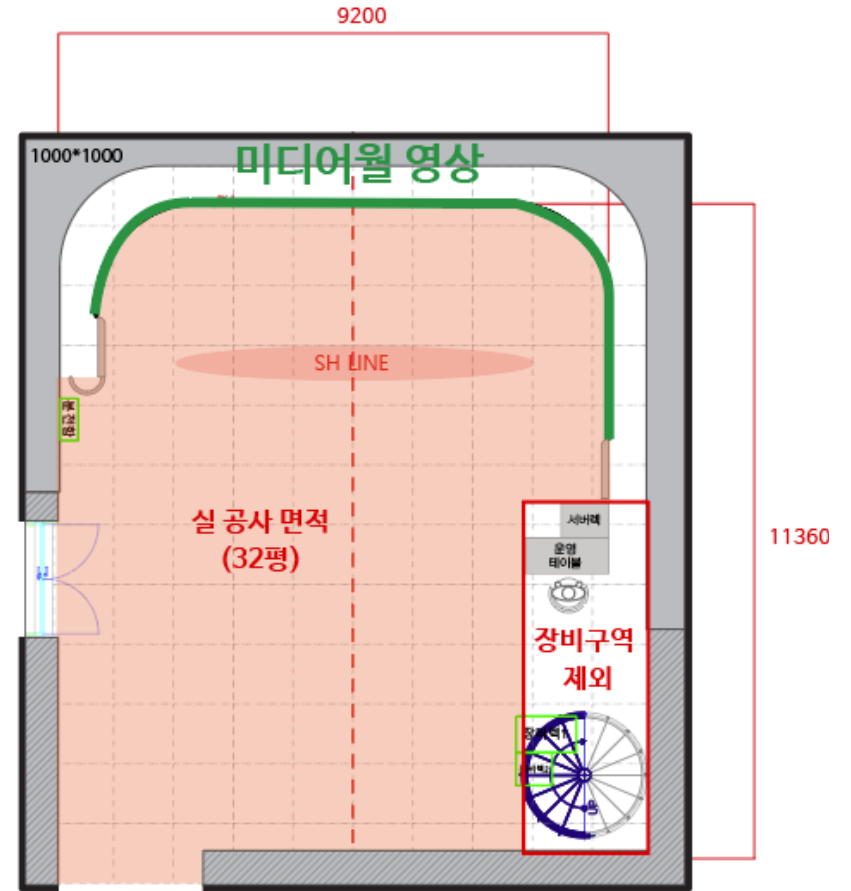 9200
1000*1000
미디어월 영상
SH LINE
실 공사 면적
(32평)
11360
서버렉
운영
테이블
장비구역
제외